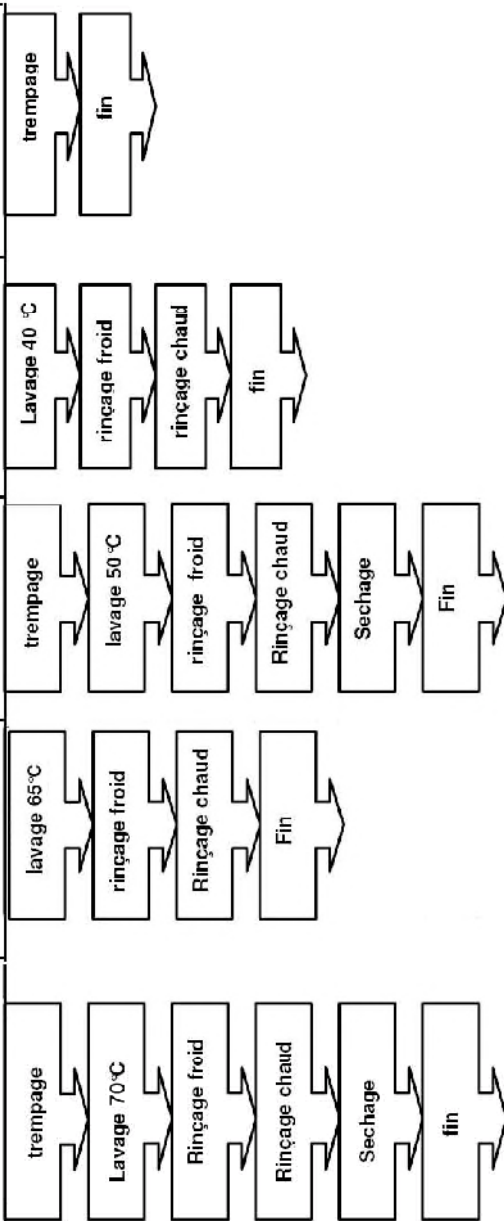 trempage
Lavage 70°C
Rinçage froid
Rinçage chaud
Sechage
fin
lavage 65°C
rinçage froid
Rinçage chaud
Fin
trempage
lavage 50°C
rinçage froid
Rinçage chaud
Sechage
Fin
Lavage 40 °C
rinçage froid
rinçage chaud
fin
trempage
fin